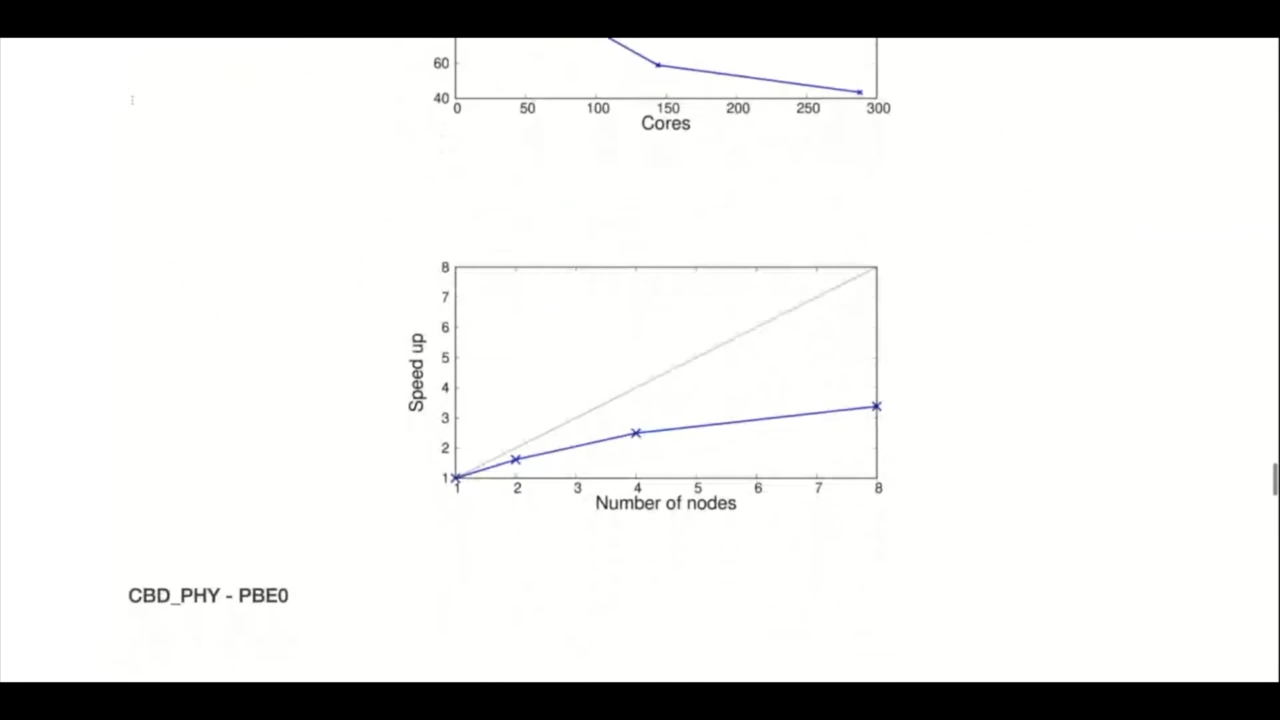 60
40
0 50 100 150 200 250 300
Cores
8
7
6
5
4
3
2
1
Speed up
1 2 3 4 5 6 7 8
Number of nodes
CBD_PHY - PBE0